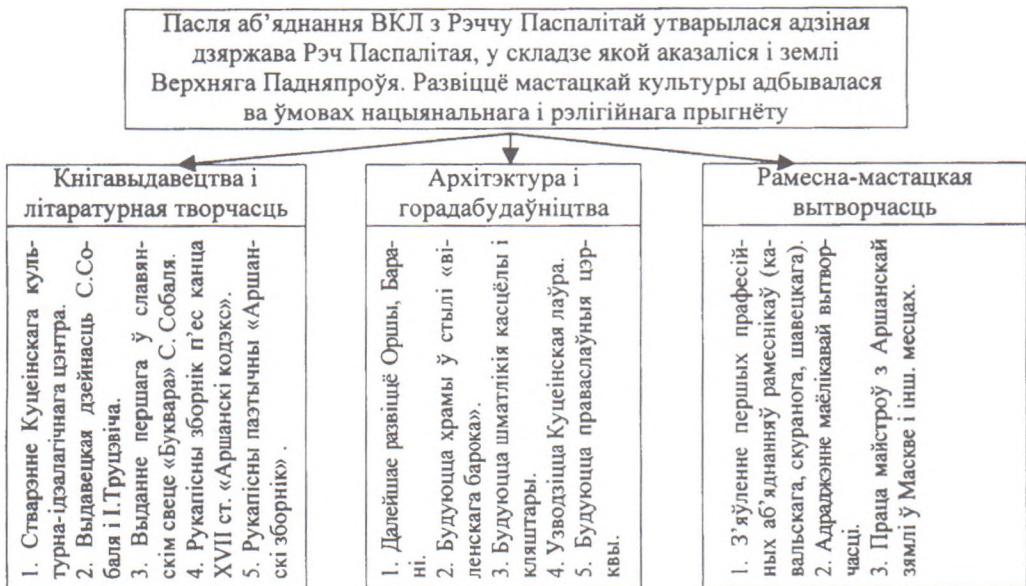 Пасля аб’яднання ВКЛ з Рэччу Паспалітай утварылася адзіная
дзяржава Рэч Паспалітая, у складзе якой аказаліся і землі
Верхняга Падняпроўя. Развіццё мастацкай культуры адбывалася
ва ўмовах нацыянальнага і рэлігійнага прыгнёту
Кнігавыдавецтва і
літаратурная творчасць
1. Стварэнне Куцеінскага куль-
турна-ідэалагічнага цэнтра.
2. Выдавецкая дзейнасць С.Со-
баля і І.Труцэвіча.
3. Выданне першага ў славян-
скім свеце «Буквара» С. Собаля.
4. Рукапісны зборнік п’ес канца
XVII ст. «Аршанскі кодэкс».
5. Рукапісны паэтычны «Аршан-
скі зборнік» .
Архітэктура і
горадабудаўніцтва
1. Далейшае развіццё Оршы, Бара-
ні.
2. Будуюцца храмы ў стылі «ві-
ленскага барока».
3. Будуюцца шматлікія касцёлы і
кляштары.
4. Узводзіцца Куцеінская лаўра.
5. Будуюцца праваслаўныя цэр-
квы.
Рамесна-мастацкая
вытворчасць
1. З’яўленне першых прафесій-
ных аб’яднанняў рамеснікаў (ка-
вальскага, скуранога, шавецкага).
2. Адраджэнне маёлікавай вытвор-
часці.
3. Праца майстроў з Аршанскай
зямлі ў Маскве і інш. месцах.